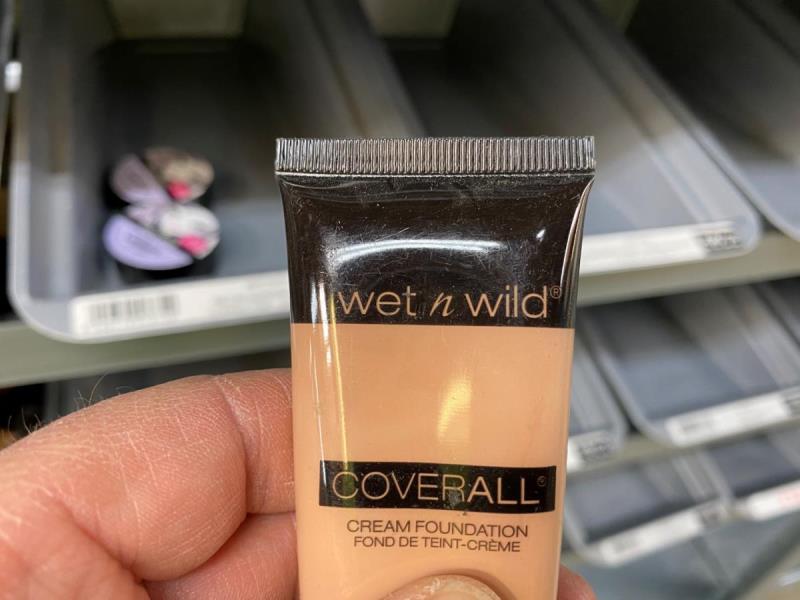 wet n wild®
COVERALL®
CREAM FOUNDATION
FOND DE TEINT-CRÈME